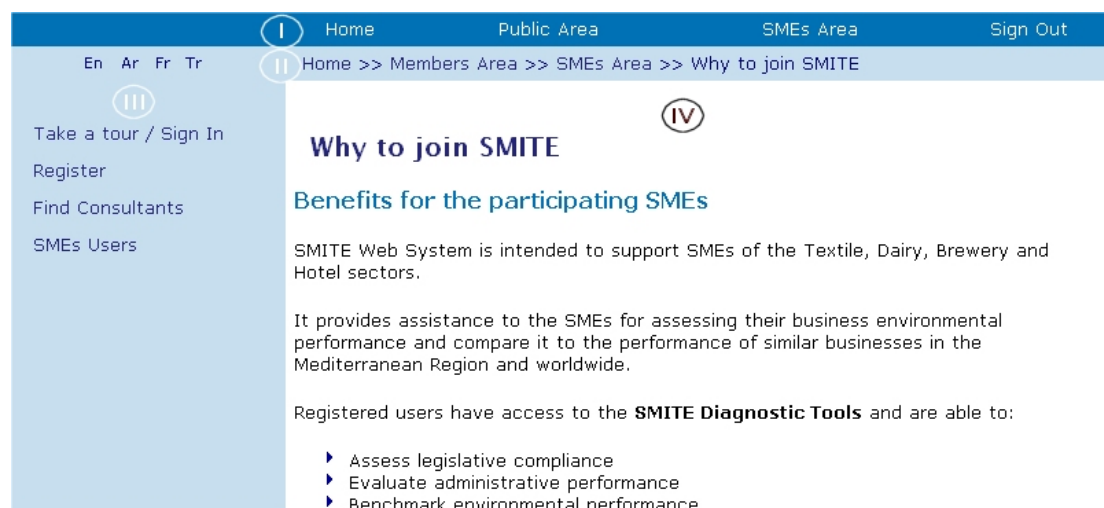 I Home Public Area SMEs Area Sign Out
En Ar Fr Tr
II Home >> Members Area >> SMEs Area >> Why to join SMITE
III
Take a tour / Sign In
Register
Find Consultants
SMEs Users
IV
Why to join SMITE
Benefits for the participating SMEs
SMITE Web System is intended to support SMEs of the Textile, Dairy, Brewery and
Hotel sectors.
It provides assistance to the SMEs for assessing their business environmental
performance and compare it to the performance of similar businesses in the
Mediterranean Region and worldwide.
Registered users have access to the SMITE Diagnostic Tools and are able to:
Assess legislative compliance
Evaluate administrative performance
Benchmark environmental performance